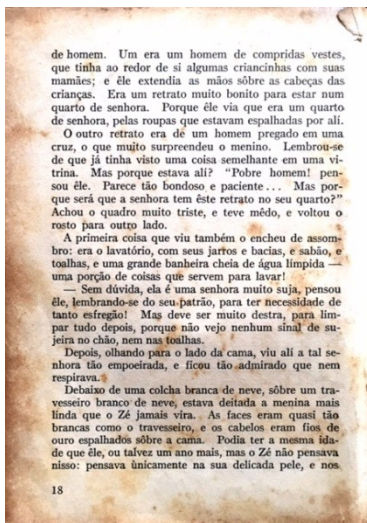 de homem. Um era um homem de compridas vestes,
que tinha ao redor de si algumas criancinhas com suas
mamães; e êle extendia as mãos sôbre as cabeças das
crianças. Era um retrato muito bonito para estar num
quarto de senhora. Porque êle via que era um quarto
de senhora, pelas roupas que estavam espalhadas por alí.
O outro retrato era de um homem pregado em uma
cruz, o que muito surpreendeu o menino. Lembrou-se
de que já tinha visto uma coisa semelhante em uma vi-
trina. Mas porque estava alí? "Pobre homem! pen-
sou êle. Parece tão bondoso e paciente... Mas por-
que será que a senhora tem êste retrato no seu quarto?"
Achou o quadro muito triste, e teve mêdo, e voltou o
rosto para outro lado.
A primeira coisa que viu também o encheu de assom-
bro: era o lavatório, com seus jarros e bacias, e sabão, e
toalhas, e uma grande banheira cheia de água límpida —
uma porção de coisas que servem para lavar!
— Sem dúvida, ela é uma senhora muito suja, pensou
êle, lembrando-se do seu patrão, para ter necessidade de
tanto esfregão! Mas deve ser muito destra, para lim-
par tudo depois, porque não vejo nenhum sinal de su-
jeira no chão, nem nas toalhas.
Depois, olhando para o lado da cama, viu alí a tal se-
nhora tão empoeirada, e ficou tão admirado que nem
respirava.
Debaixo de uma colcha branca de neve, sôbre um tra-
vesseiro branco de neve, estava deitada a menina mais
linda que o Zé jamais vira. As faces eram quasi tão
brancas como o travesseiro, e os cabelos eram fios de
ouro espalhados sôbre a cama. Podia ter a mesma ida-
de que êle, ou talvez um ano mais, mas o Zé não pensava
nisso: pensava ùnicamente na sua delicada pele, e nos
18